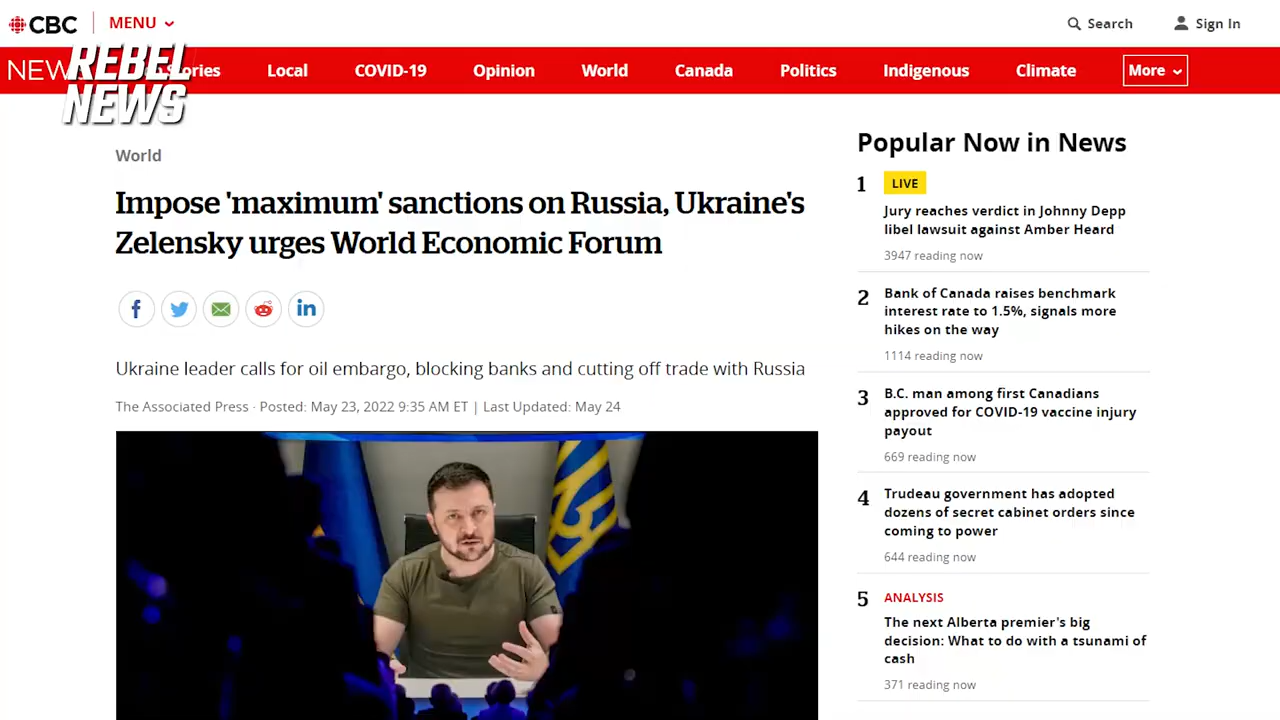 CBC
MENU
Search
Sign In
NEW
REBEL
NEWS
ories
Local
COVID-19
Opinion
World
Canada
Politics
Indigenous
Climate
More
World
Impose 'maximum' sanctions on Russia, Ukraine's
Zelensky urges World Economic Forum
Ukraine leader calls for oil embargo, blocking banks and cutting off trade with Russia
The Associated Press · Posted: May 23, 2022 9:35 AM ET | Last Updated: May 24
Popular Now in News
1
LIVE
Jury reaches verdict in Johnny Depp
libel lawsuit against Amber Heard
3947 reading now
2
Bank of Canada raises benchmark
interest rate to 1.5%, signals more
hikes on the way
1114 reading now
3
B.C. man among first Canadians
approved for COVID-19 vaccine injury
payout
669 reading now
4
Trudeau government has adopted
dozens of secret cabinet orders since
coming to power
644 reading now
5
ANALYSIS
The next Alberta premier's big
decision: What to do with a tsunami of
cash
371 reading now